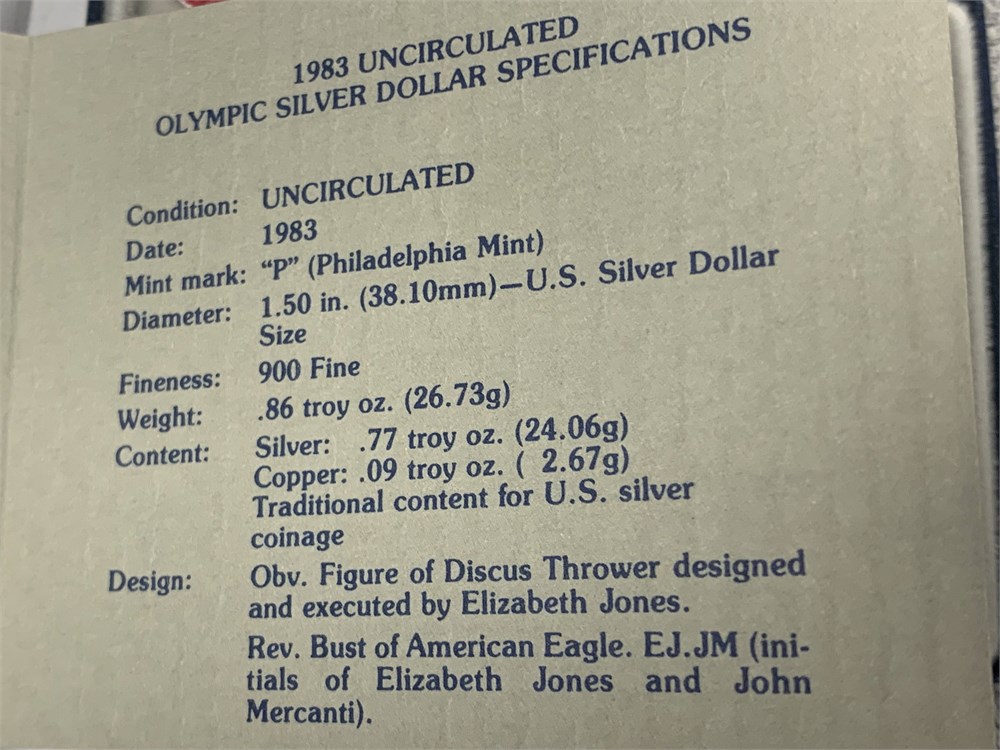 1983 UNCIRCULATED
OLYMPIC SILVER DOLLAR SPECIFICATIONS
Condition: UNCIRCULATED
Date: 1983
Mint mark: “P” (Philadelphia Mint)
Diameter: 1.50 in. (38.10mm)—U.S. Silver Dollar
Size
Fineness: 900 Fine
Weight: .86 troy oz. (26.73g)
Content: Silver: .77 troy oz. (24.06g)
Copper: .09 troy oz. ( 2.67g)
Traditional content for U.S. silver
coinage
Design: Obv. Figure of Discus Thrower designed
and executed by Elizabeth Jones.
Rev. Bust of American Eagle. EJ.JM (ini-
tials of Elizabeth Jones and John
Mercanti).